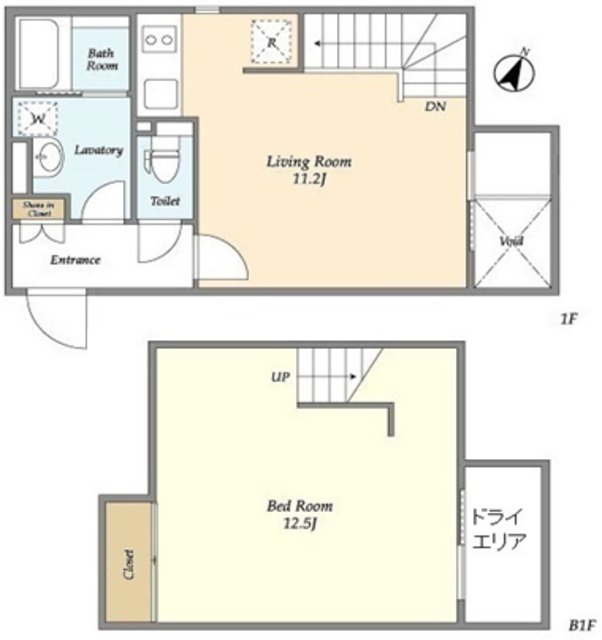 Bath
Room
R
N
W
DN
Lavatory
Living Room
11.2J
Toilet
Shoes in
Closet
Void
Entrance
1F
UP
Bed Room
12.5J
ドライ
エリア
Closet
B1F